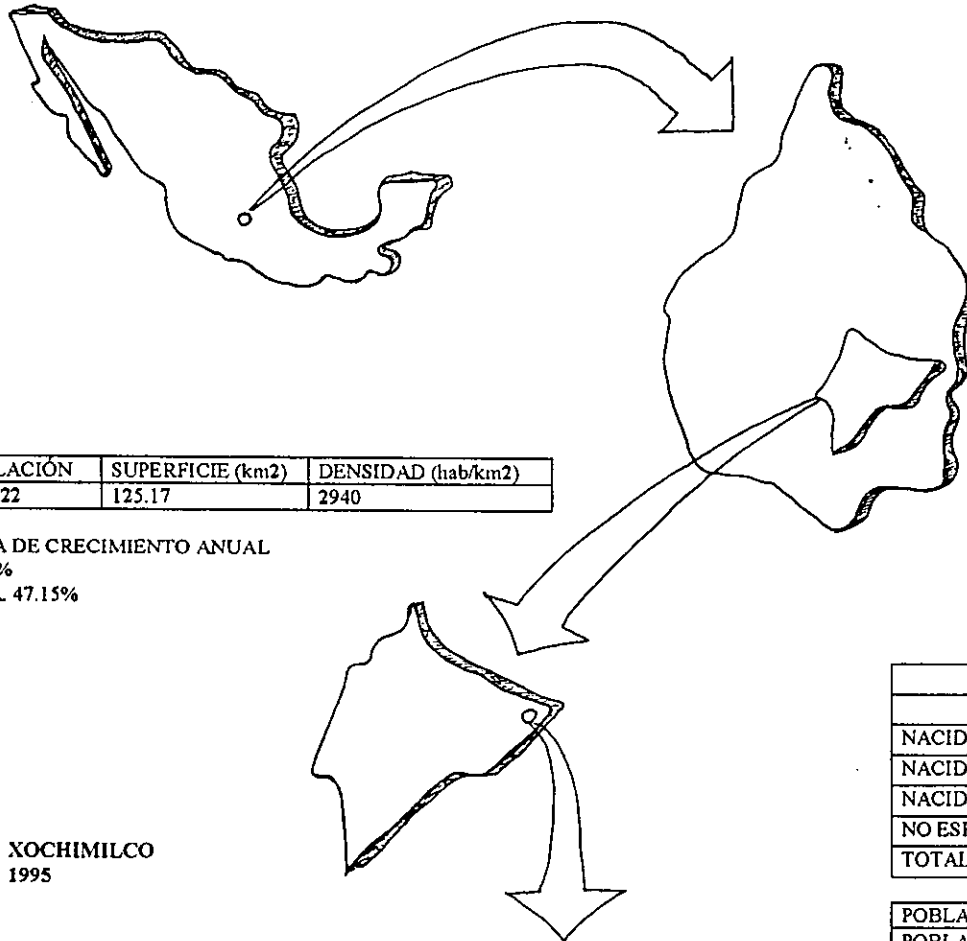 LACIÓN SUPERFICIE (km2) DENSIDAD (hab/km2)
22 125.17 2940
A DE CRECIMIENTO ANUAL
%
L 47.15%
XOCHIMILCO
1995
NACID
NACID
NACID
NO ESP
TOTAL
POBLA
POBLA